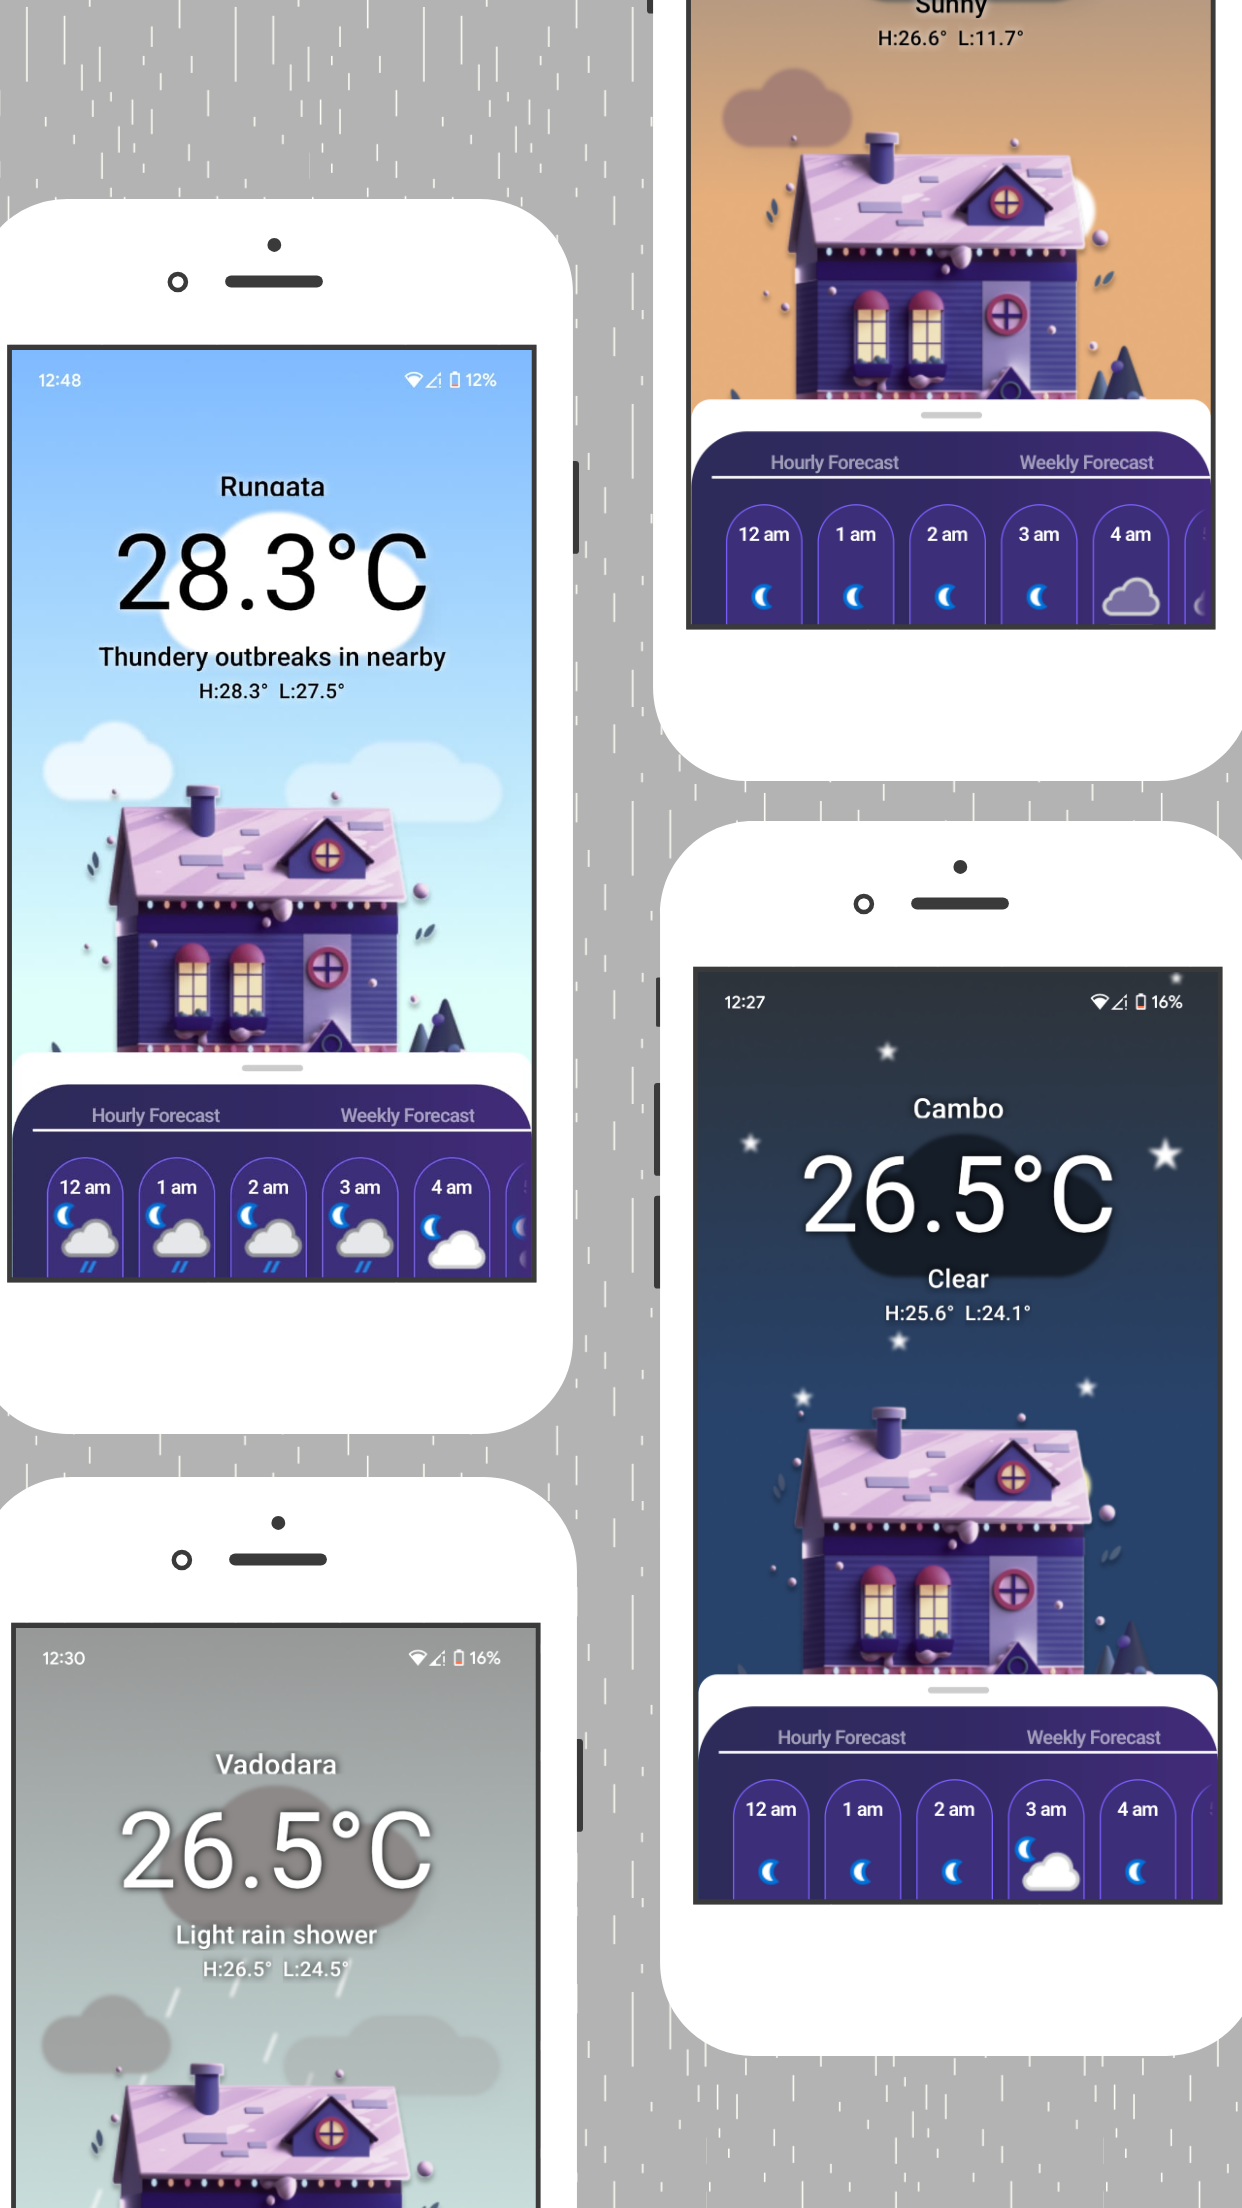 Sunny
H:26.6° L:11.7°
Hourly Forecast Weekly Forecast
12 am 1 am 2 am 3 am 4 am
12:48 12%
Rungata
28.3°C
Thundery outbreaks in nearby
H:28.3° L:27.5°
Hourly Forecast Weekly Forecast
12 am 1 am 2 am 3 am 4 am
12:27 16%
Cambo
26.5°C
Clear
H:25.6° L:24.1°
Hourly Forecast Weekly Forecast
12 am 1 am 2 am 3 am 4 am
12:30 16%
Vadodara
26.5°C
Light rain shower
H:26.5° L:24.5°